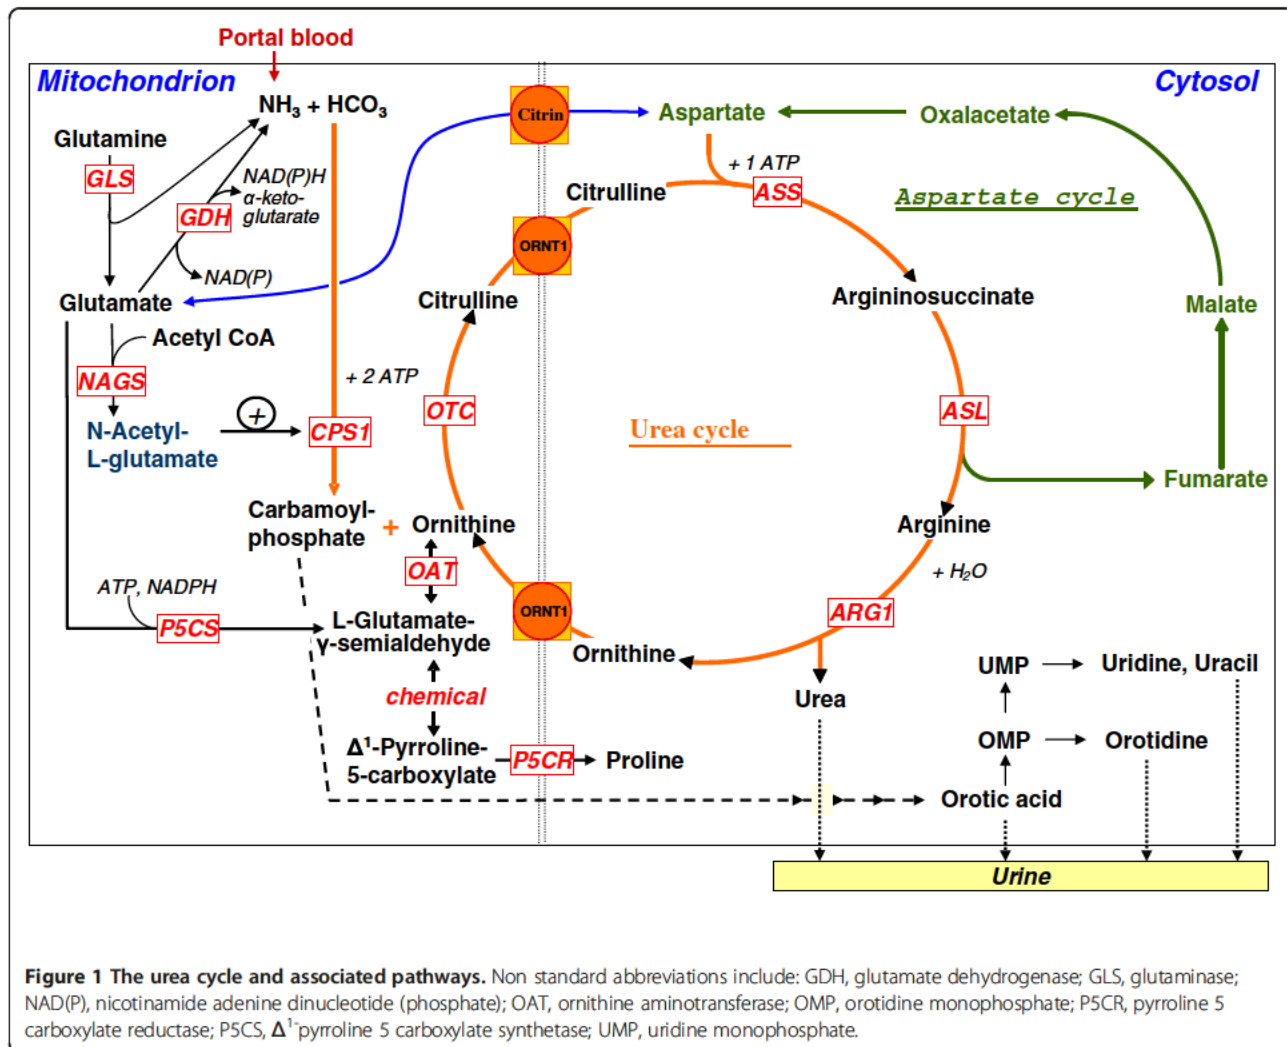 Portal blood
Mitochondrion
Cytosol
NH3 + HCO3
Citrin
Aspartate
Oxalacetate
Glutamine
+ 1 ATP
GLS
NAD(P)H
α-keto-
glutarate
Citrulline
ASS
Aspartate cycle
GDH
ORNT1
NAD(P)
Glutamate
Citrulline
Argininosuccinate
Malate
Acetyl CoA
NAGS
+ 2 ATP
OTC
ASL
+
CPS1
Urea cycle
N-Acetyl-
L-glutamate
Fumarate
Carbamoyl-
phosphate
+
Ornithine
Arginine
OAT
+ H2O
ATP, NADPH
P5CS
L-Glutamate-
γ-semialdehyde
ORNT1
ARG1
Ornithine
UMP
Uridine, Uracil
chemical
Urea
Δ1-Pyrroline-
5-carboxylate
P5CR
Proline
OMP
Orotidine
Orotic acid
Urine
Figure 1 The urea cycle and associated pathways. Non standard abbreviations include: GDH, glutamate dehydrogenase; GLS, glutaminase;
NAD(P), nicotinamide adenine dinucleotide (phosphate); OAT, ornithine aminotransferase; OMP, orotidine monophosphate; P5CR, pyrroline 5
carboxylate reductase; P5CS, Δ1-pyrroline 5 carboxylate synthetase; UMP, uridine monophosphate.